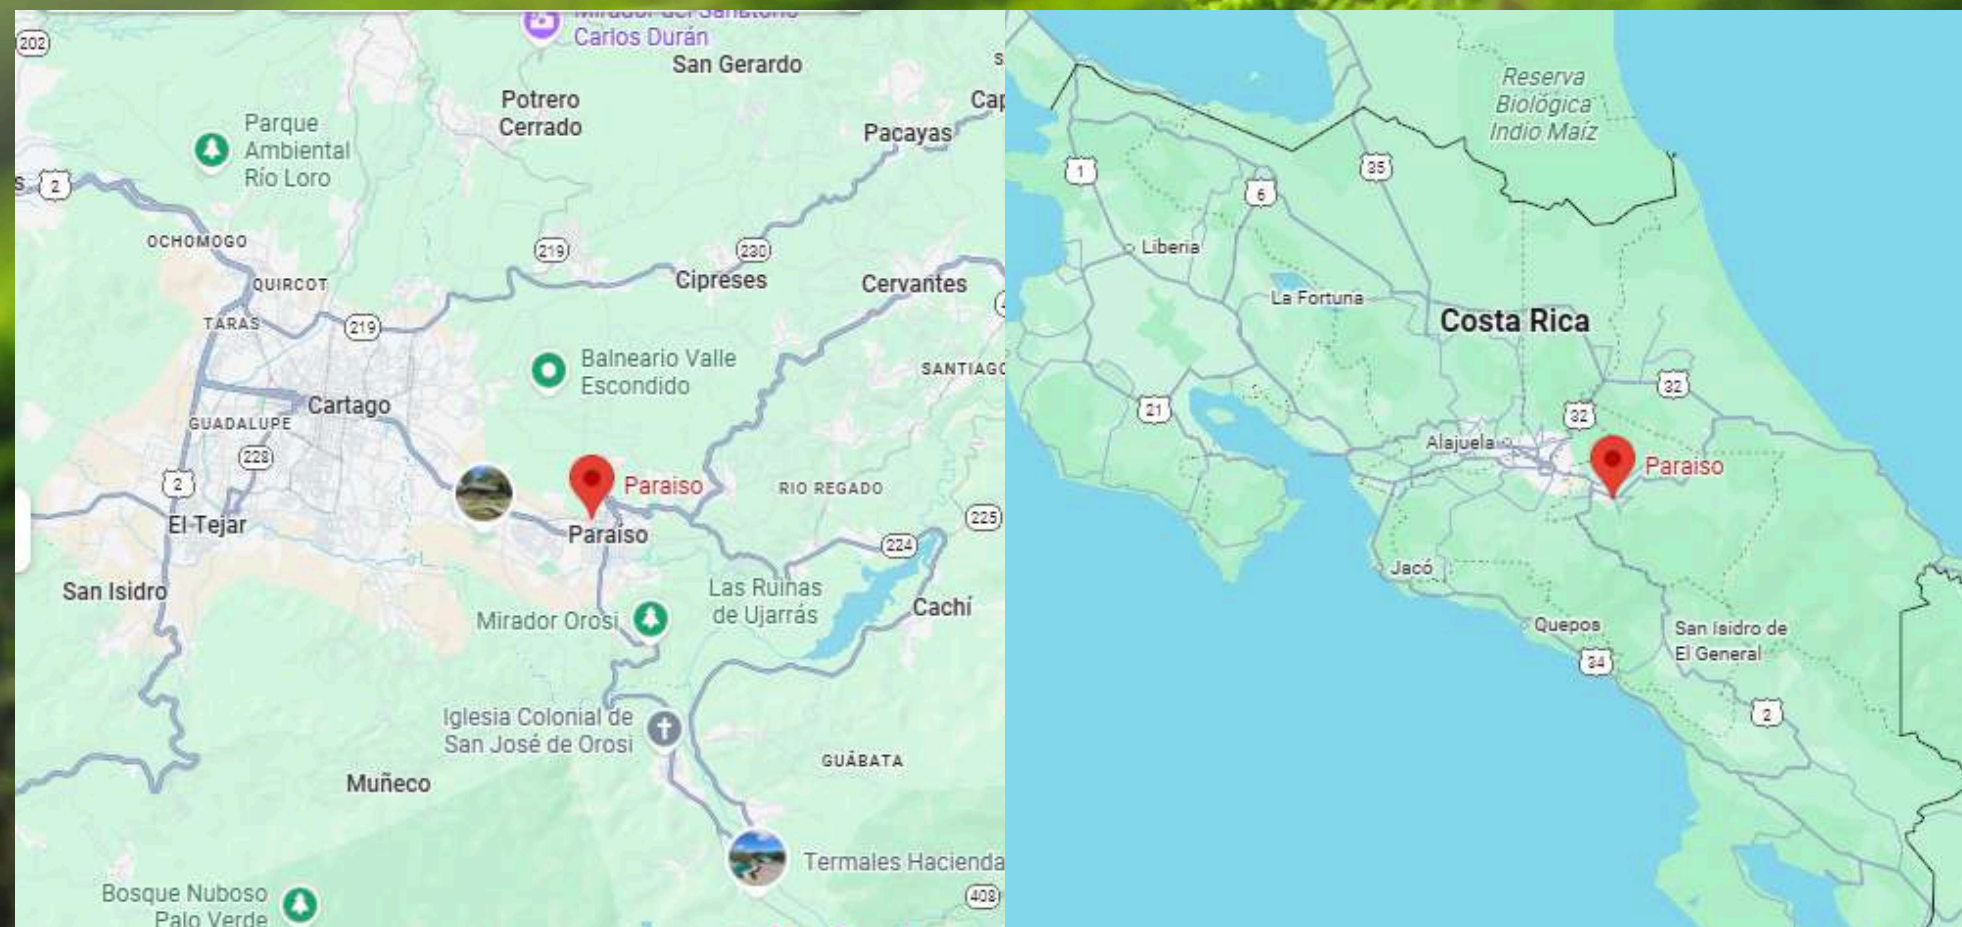 202
Mirador del Sanatorio
Carlos Durán
San Gerardo
Potrero
Cerrado
Pacayas
Parque
Ambiental
Río Loro
2
OCHOMOGO
219
230
Cipreses
Cervantes
QUIRCOT
TARAS
219
Balneario Valle
Escondido
SANTIAGO
Cartago
GUADALUPE
228
2
Paraiso
RIO REGADO
El Tejar
Paraíso
225
224
San Isidro
Las Ruinas
de Ujarrás
Mirador Orosi
Cachí
Iglesia Colonial de
San José de Orosi
GUÁBATA
Muñeco
Termales Hacienda
Bosque Nuboso
Palo Verde
408
Reserva
Biológica
Indio Maíz
1
6
35
Liberia
La Fortuna
Costa Rica
21
32
32
Alajuela
Paraiso
Jacó
Quepos
San Isidro de
El General
34
2